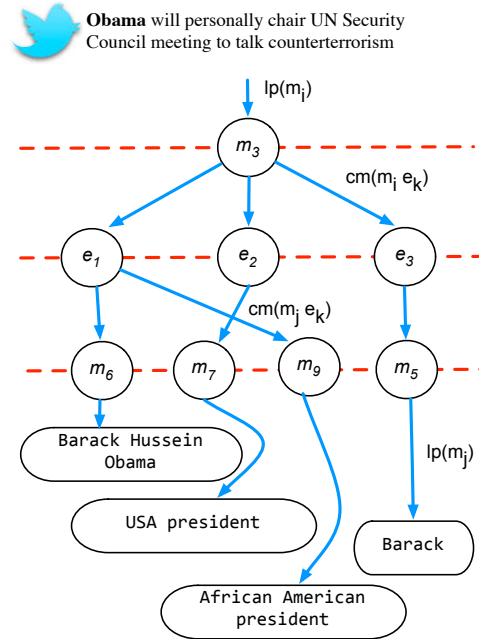 Obama will personally chair UN Security
Council meeting to talk counterterrorism
lp(mi)
m3
cm(mi ek)
e1
e2
e3
cm(mj ek)
m6
m7
m9
m5
Barack Hussein
Obama
lp(mj)
USA president
Barack
African American
president